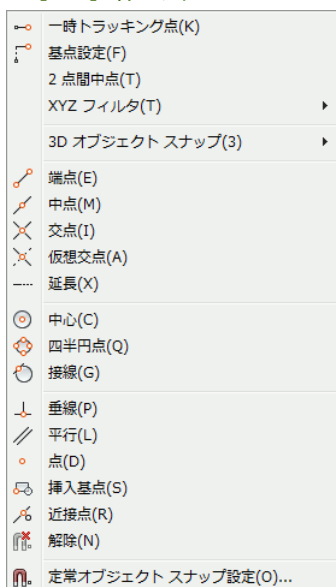 一時トラッキング点(K)
基点設定(F)
2 点間中点(T)
XYZ フィルタ(T)
3D オブジェクト スナップ(3)
端点(E)
中点(M)
交点(I)
仮想交点(A)
延長(X)
中心(C)
四半円点(Q)
接線(G)
垂線(P)
平行(L)
点(D)
挿入基点(S)
近接点(R)
解除(N)
定常オブジェクト スナップ設定(O)...